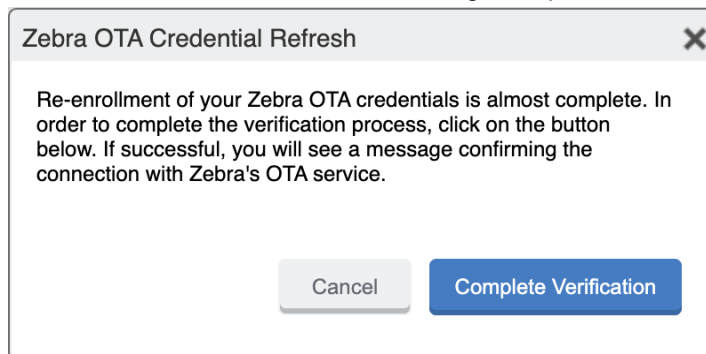 Zebra OTA Credential Refresh
Re-enrollment of your Zebra OTA credentials is almost complete. In
order to complete the verification process, click on the button
below. If successful, you will see a message confirming the
connection with Zebra's OTA service.
Cancel
Complete Verification